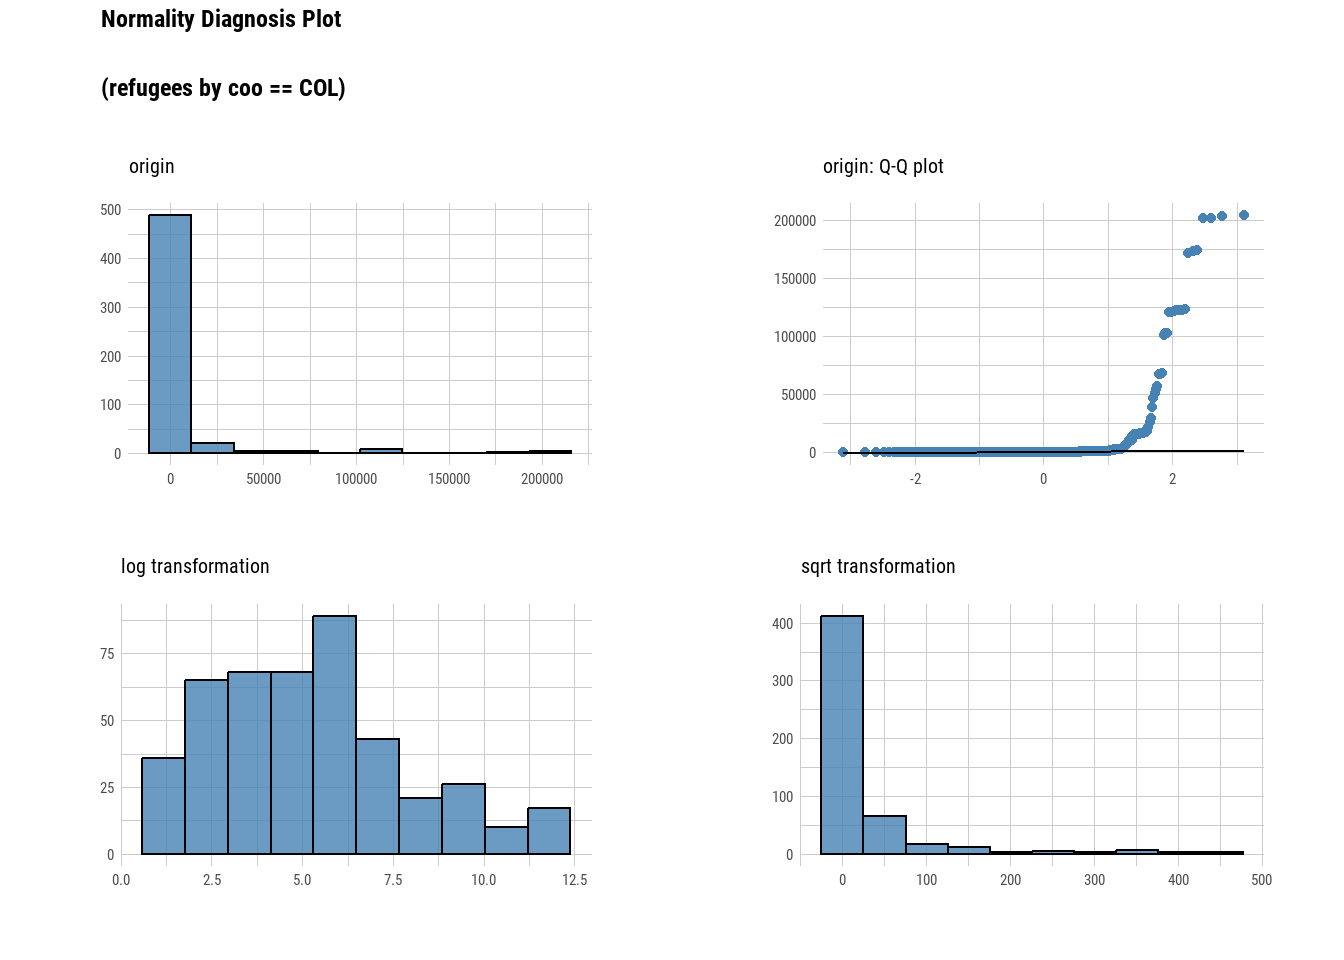 Normality Diagnosis Plot
(refugees by coo == COL)
origin
500
400
300
200
100
0
0 50000 100000 150000 200000
origin: Q-Q plot
200000
150000
100000
50000
0
-2 0 2
log transformation
75
50
25
0
0.0 2.5 5.0 7.5 10.0 12.5
sqrt transformation
400
300
200
100
0
0 100 200 300 400 500